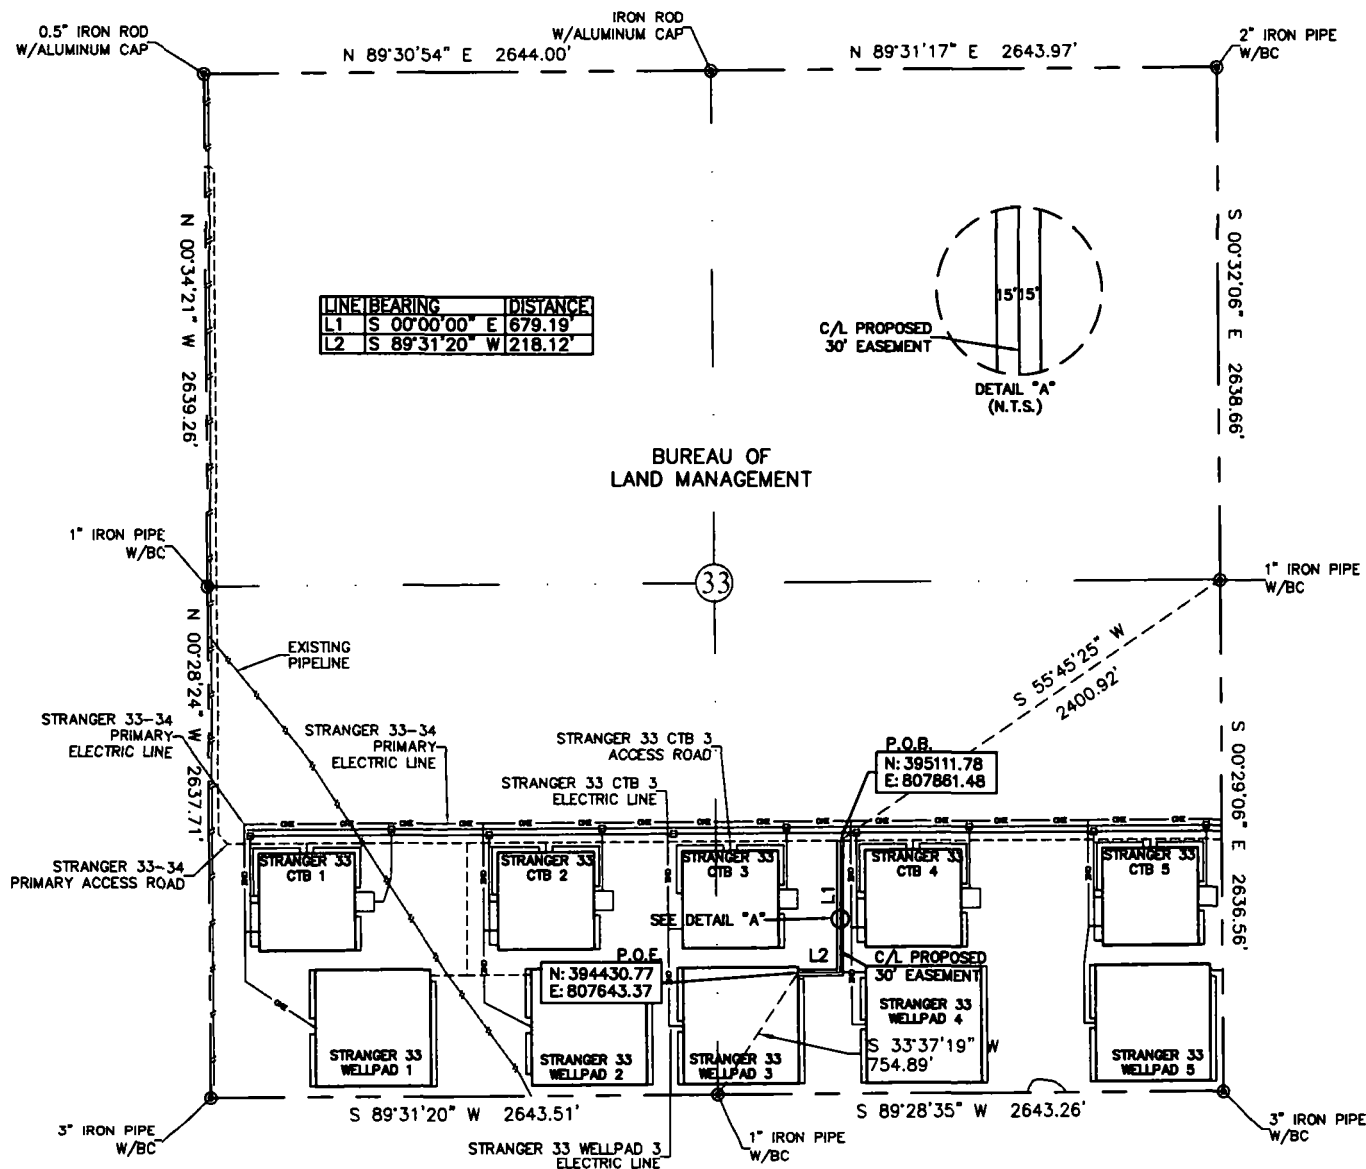 0.5" IRON ROD
W/ALUMINUM CAP
N 89°30'54" E 2644.00'
IRON ROD
W/ALUMINUM CAP
N 89°31'17" E 2643.97'
2" IRON PIPE
W/BC
N 00°34'21" W 2639.26'
S 00°32'06" E 2638.66'
LINE BEARING DISTANCE
L1 S 00°00'00" E 679.19'
L2 S 89°31'20" W 218.12'
15' 15'
C/L PROPOSED
30' EASEMENT
DETAIL "A"
(N.T.S.)
BUREAU OF
LAND MANAGEMENT
1" IRON PIPE
W/BC
33
1" IRON PIPE
W/BC
N 00°28'24" W 2637.71'
EXISTING
PIPELINE
S 55°45'25" W
2400.92'
STRANGER 33-34
PRIMARY
ELECTRIC LINE
STRANGER 33-34
PRIMARY
ELECTRIC LINE
STRANGER 33 CTB 3
ACCESS ROAD
STRANGER 33 CTB 3
ELECTRIC LINE
P.O.B.
N: 395111.78
E: 807861.48
S 00°29'06" E 2636.56'
STRANGER 33-34
PRIMARY ACCESS ROAD
STRANGER 33
CTB 1
STRANGER 33
CTB 2
STRANGER 33
CTB 3
STRANGER 33
CTB 4
STRANGER 33
CTB 5
L1
SEE DETAIL "A"
L2
P.O.E.
N: 394430.77
E: 807643.37
C/L PROPOSED
30' EASEMENT
STRANGER 33
WELLPAD 1
STRANGER 33
WELLPAD 2
STRANGER 33
WELLPAD 3
STRANGER 33
WELLPAD 4
STRANGER 33
WELLPAD 5
S 33°37'19" W
754.89'
S 89°31'20" W 2643.51'
S 89°28'35" W 2643.26'
3" IRON PIPE
W/BC
STRANGER 33 WELLPAD 3
ELECTRIC LINE
1" IRON PIPE
W/BC
3" IRON PIPE
W/BC